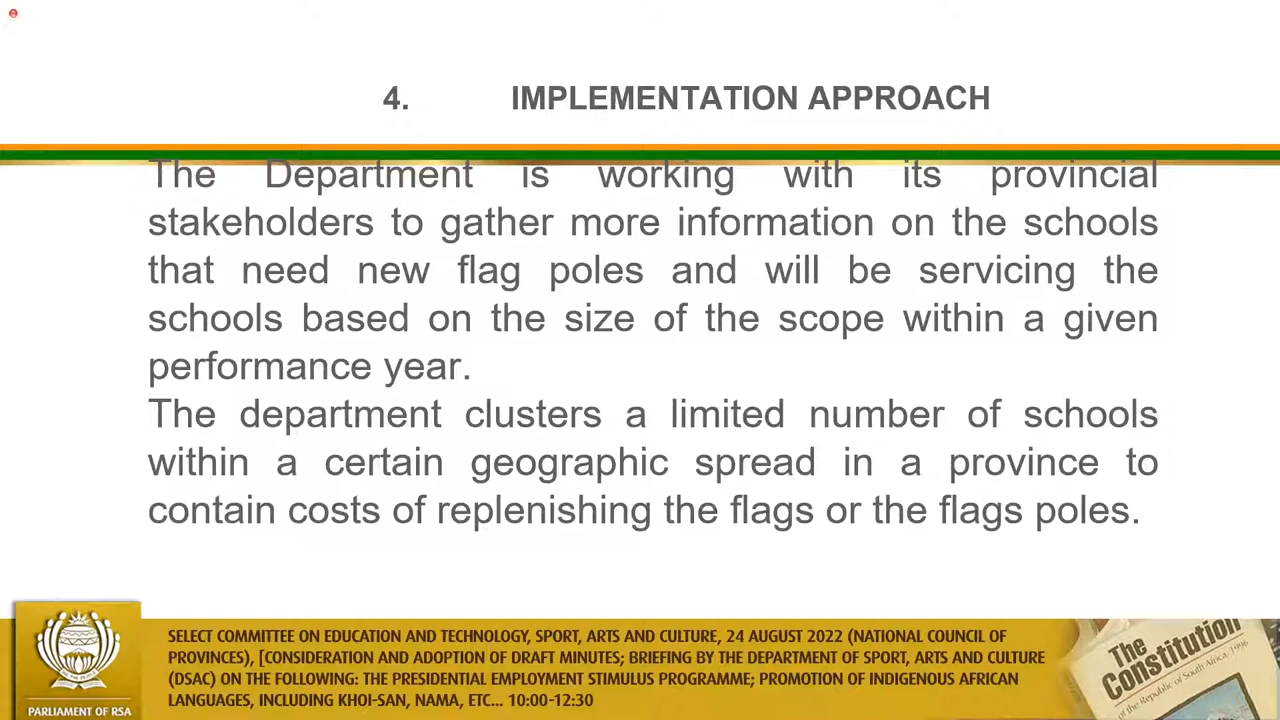 4. IMPLEMENTATION APPROACH
The Department is working with its provincial
stakeholders to gather more information on the schools
that need new flag poles and will be servicing the
schools based on the size of the scope within a given
performance year.
The department clusters a limited number of schools
within a certain geographic spread in a province to
contain costs of replenishing the flags or the flags poles.
SELECT COMMITTEE ON EDUCATION AND TECHNOLOGY, SPORT, ARTS AND CULTURE, 24 AUGUST 2022 (NATIONAL COUNCIL OF
PROVINCES), [CONSIDERATION AND ADOPTION OF DRAFT MINUTES; BRIEFING BY THE DEPARTMENT OF SPORT, ARTS AND CULTURE
(DSAC) ON THE FOLLOWING: THE PRESIDENTIAL EMPLOYMENT STIMULUS PROGRAMME; PROMOTION OF INDIGENOUS AFRICAN
LANGUAGES, INCLUDING KHOI-SAN, NAMA, ETC... 10:00-12:30
PARLIAMENT OF RSA
The
Constitution
of the Republic of South Africa, 1996